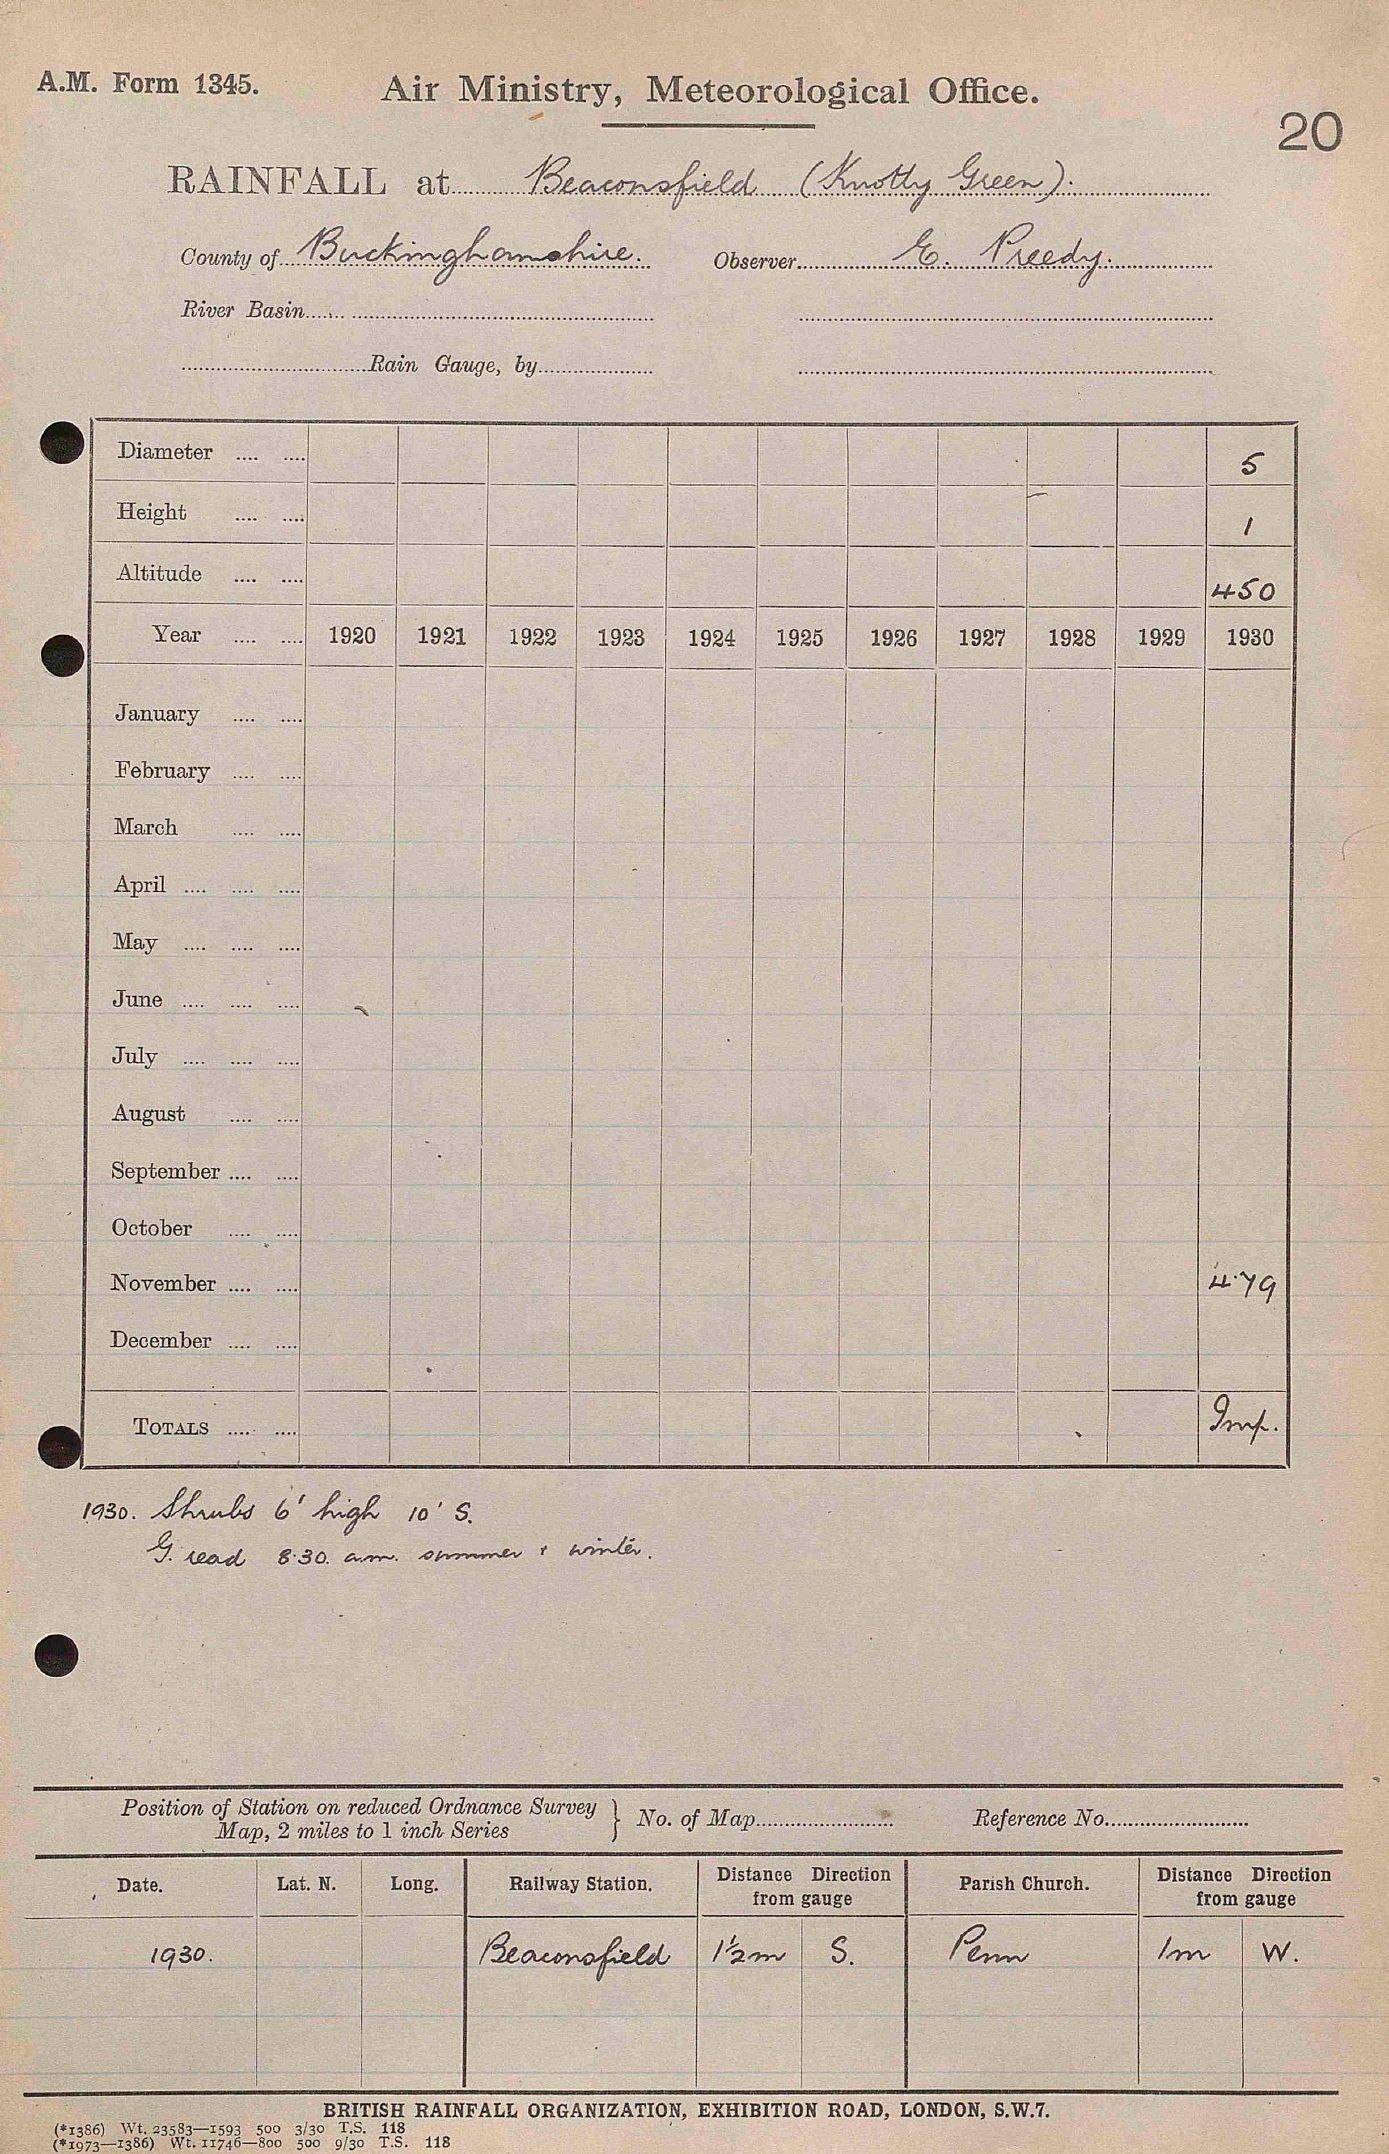 A.M. Form 1345.
Air Ministry, Meteorological Office.
20
RAINFALL at Beaconsfield (Knotty Green).
County of Buckinghamshire. Observer E. Preedy.
River Basin
Rain Gauge, by
Diameter .... .... 5
Height .... .... 1
Altitude .... .... 450
Year .... .... 1920 1921 1922 1923 1924 1925 1926 1927 1928 1929 1930
January .... ....
February .... ....
March .... ....
April .... .... ....
May .... .... ....
June .... .... ....
July .... .... ....
August .... ....
September .... ....
October .... ....
November .... .... 4·79
December .... ....
TOTALS .... .... Imp.
1930. Shrubs 6' high 10' S.
G. read 8·30. a.m. summer & winter.
Position of Station on reduced Ordnance Survey
Map, 2 miles to 1 inch Series } No. of Map Reference No.
Date. Lat. N. Long. Railway Station. Distance Direction from gauge Parish Church. Distance Direction from gauge
1930. Beaconsfield 1½m S. Penn 1m W.
BRITISH RAINFALL ORGANIZATION, EXHIBITION ROAD, LONDON, S.W.7.
(*1386) Wt. 23583—1593 500 3/30 T.S. 118
(*1973—1386) Wt. 11746—800 500 9/30 T.S. 118